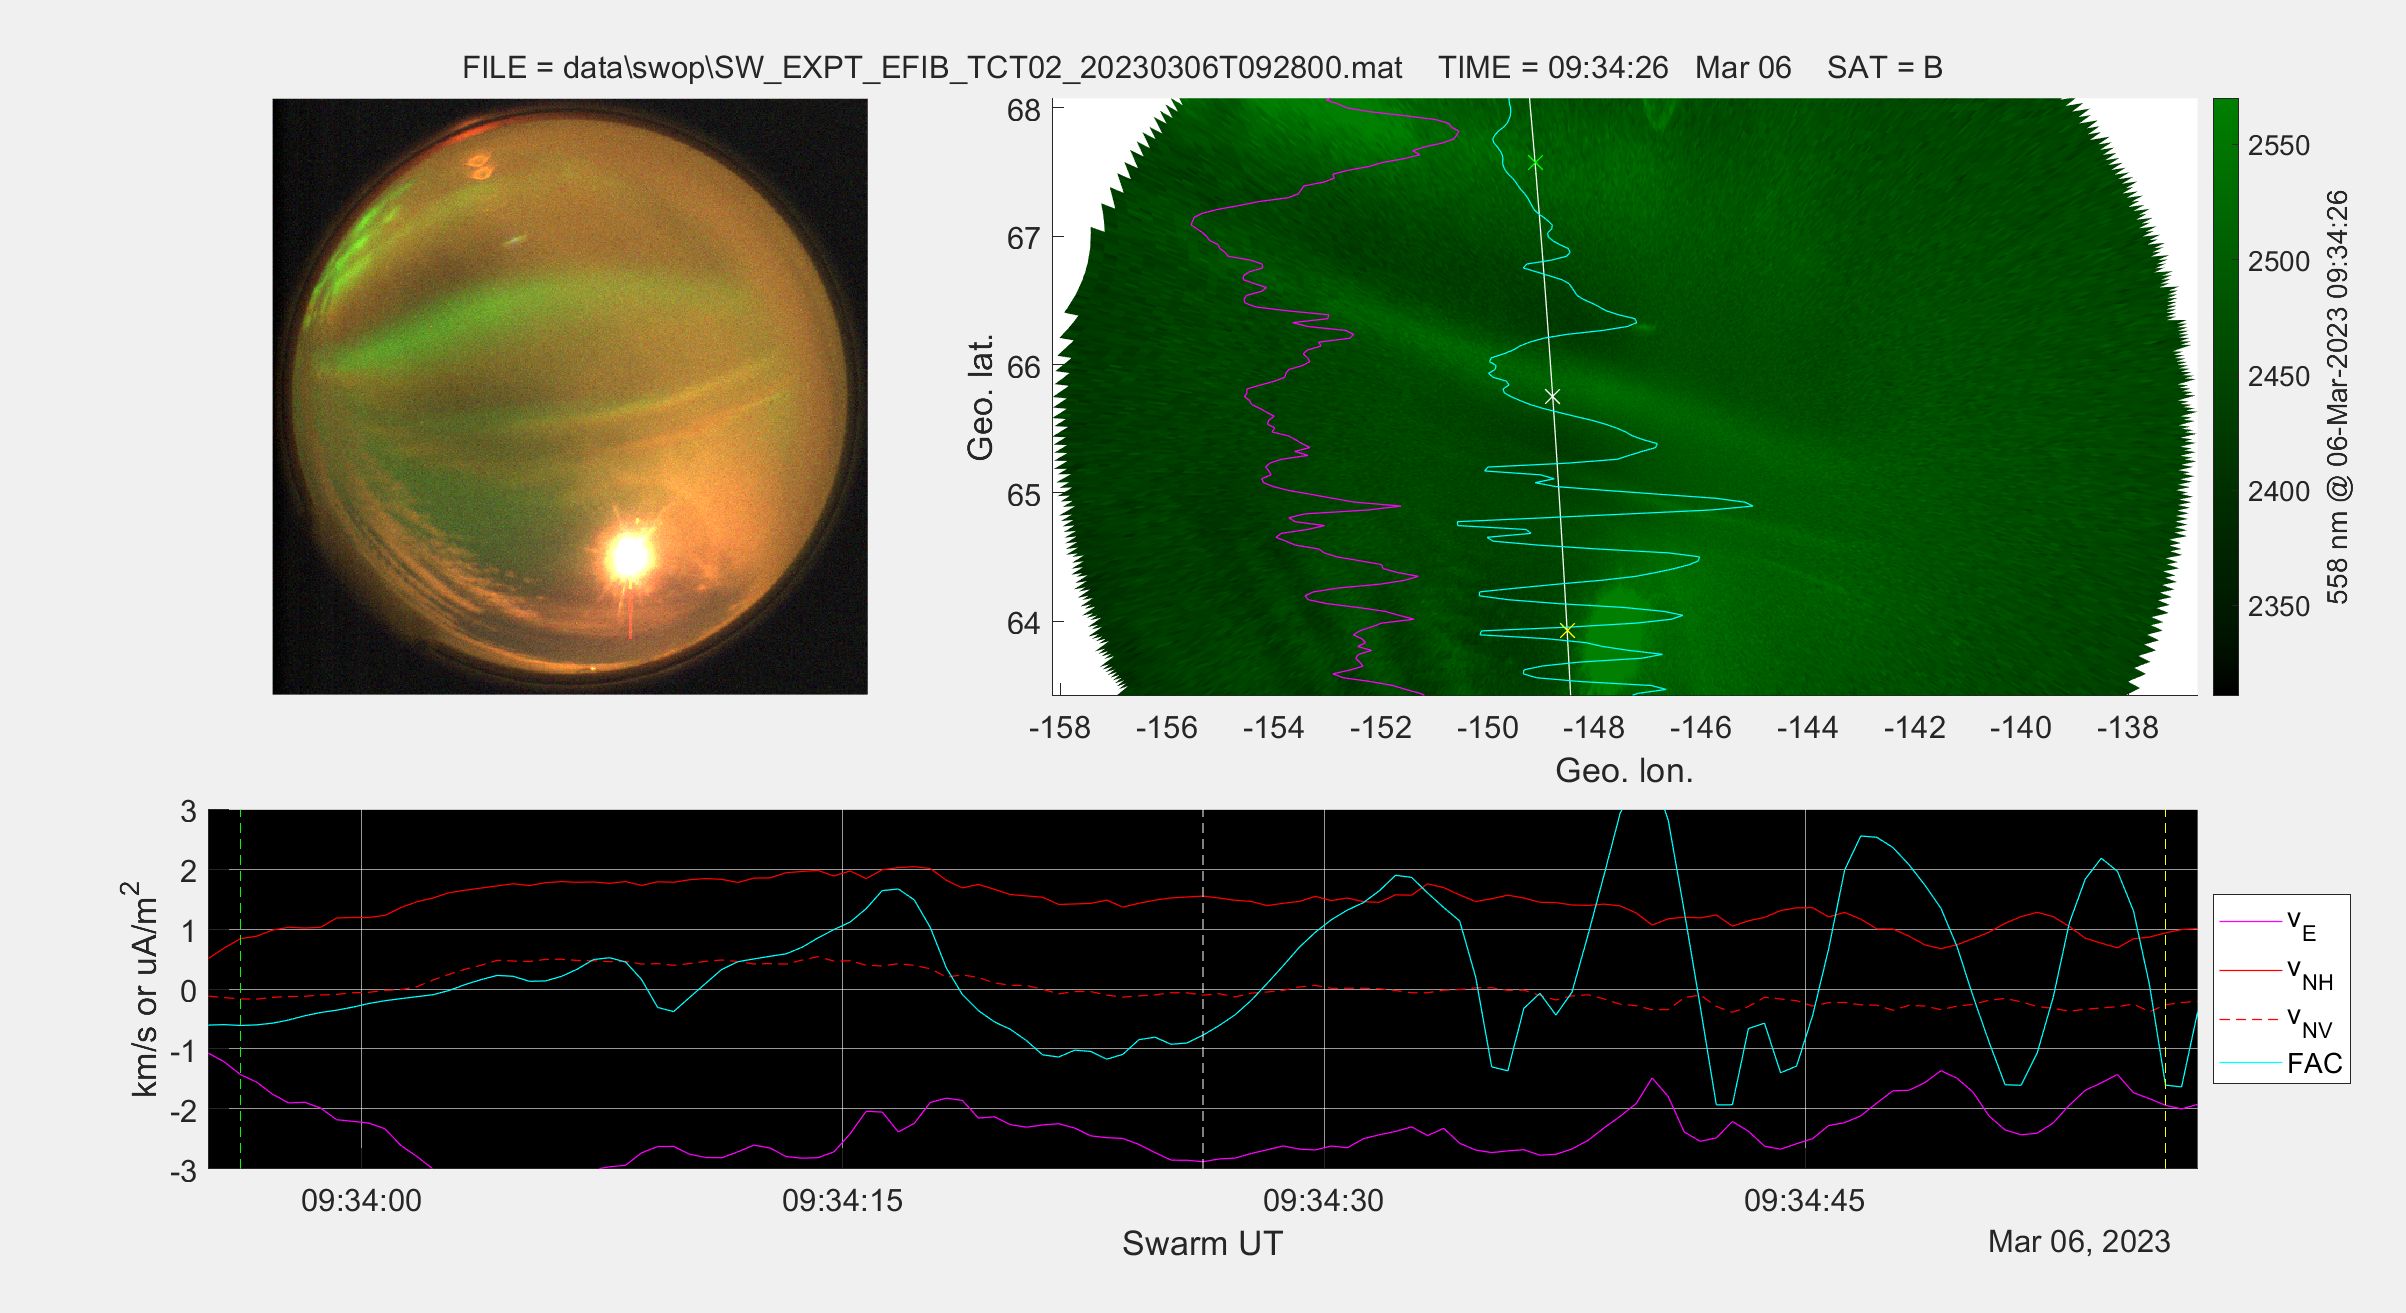 FILE = data\swop\SW_EXPT_EFIB_TCT02_20230306T092800.mat    TIME = 09:34:26   Mar 06    SAT = B
68
67
66
65
64
Geo. lat.
-158 -156 -154 -152 -150 -148 -146 -144 -142 -140 -138
Geo. lon.
2550
2500
2450
2400
2350
558 nm @ 06-Mar-2023 09:34:26
3
2
1
0
-1
-2
-3
km/s or uA/m2
09:34:00 09:34:15 09:34:30 09:34:45
Swarm UT
Mar 06, 2023
vE
vNH
vNV
FAC